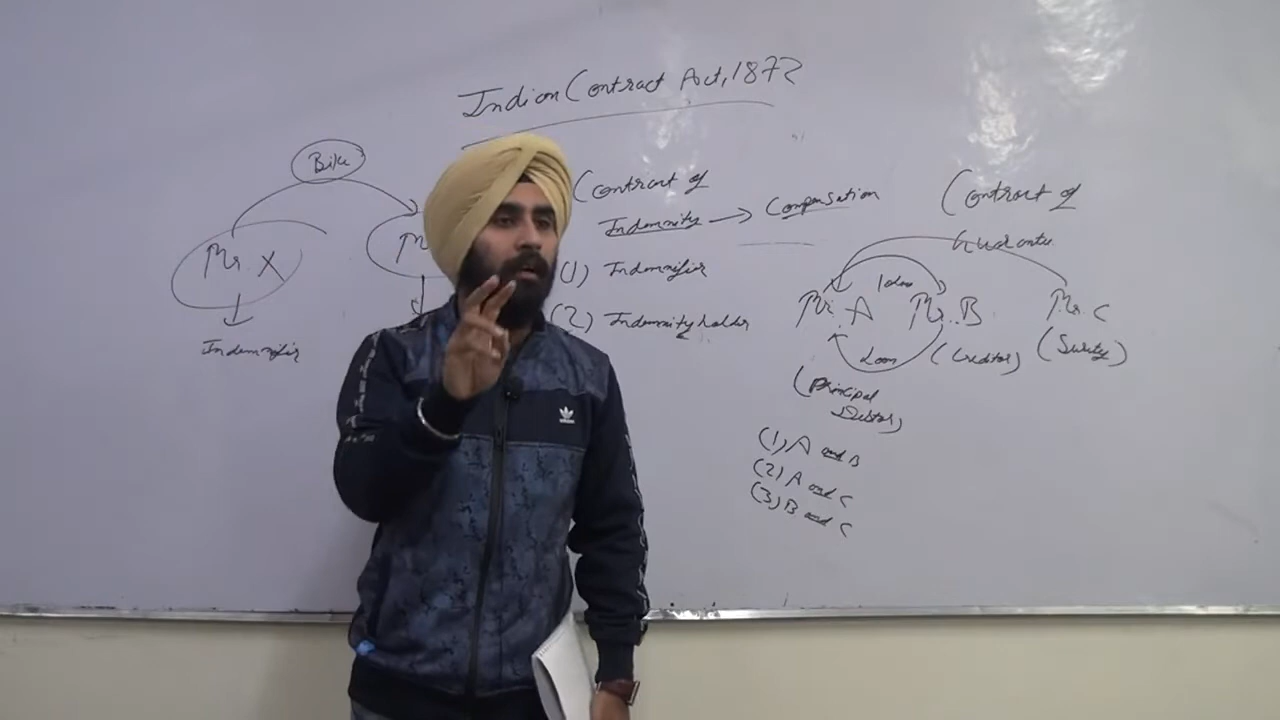 Indian Contract Act, 1872
Bike
Mr. X
Indemnifier
M
Contract of
Indemnity → Compensation
(1) Indemnifier
(2) Indemnity holder
Contract of
Guarantee
Mr. A
Mr. B
Mr. C
Loan
(Creditor)
(Surety)
(Principal
Debtor)
(1) A and B
(2) A and C
(3) B and C